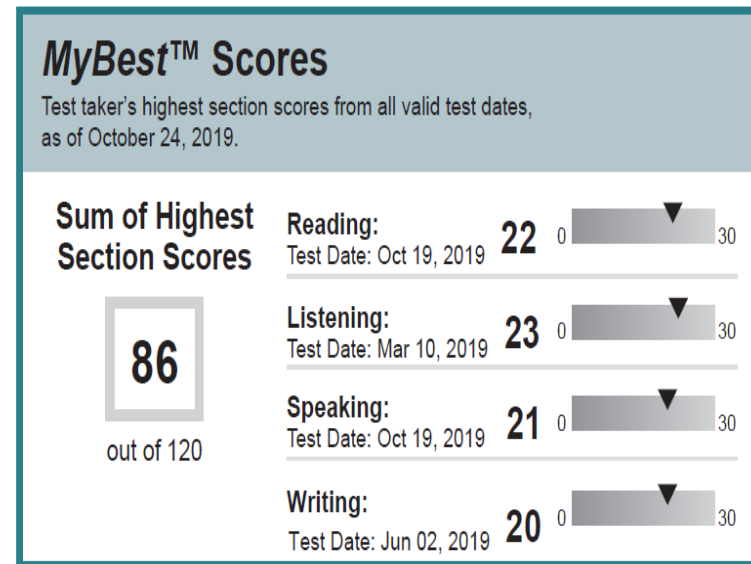 MyBest™ Scores
Test taker's highest section scores from all valid test dates,
as of October 24, 2019.
Sum of Highest
Section Scores
86
out of 120
Reading:
Test Date: Oct 19, 2019
22
0
30
Listening:
Test Date: Mar 10, 2019
23
0
30
Speaking:
Test Date: Oct 19, 2019
21
0
30
Writing:
Test Date: Jun 02, 2019
20
0
30